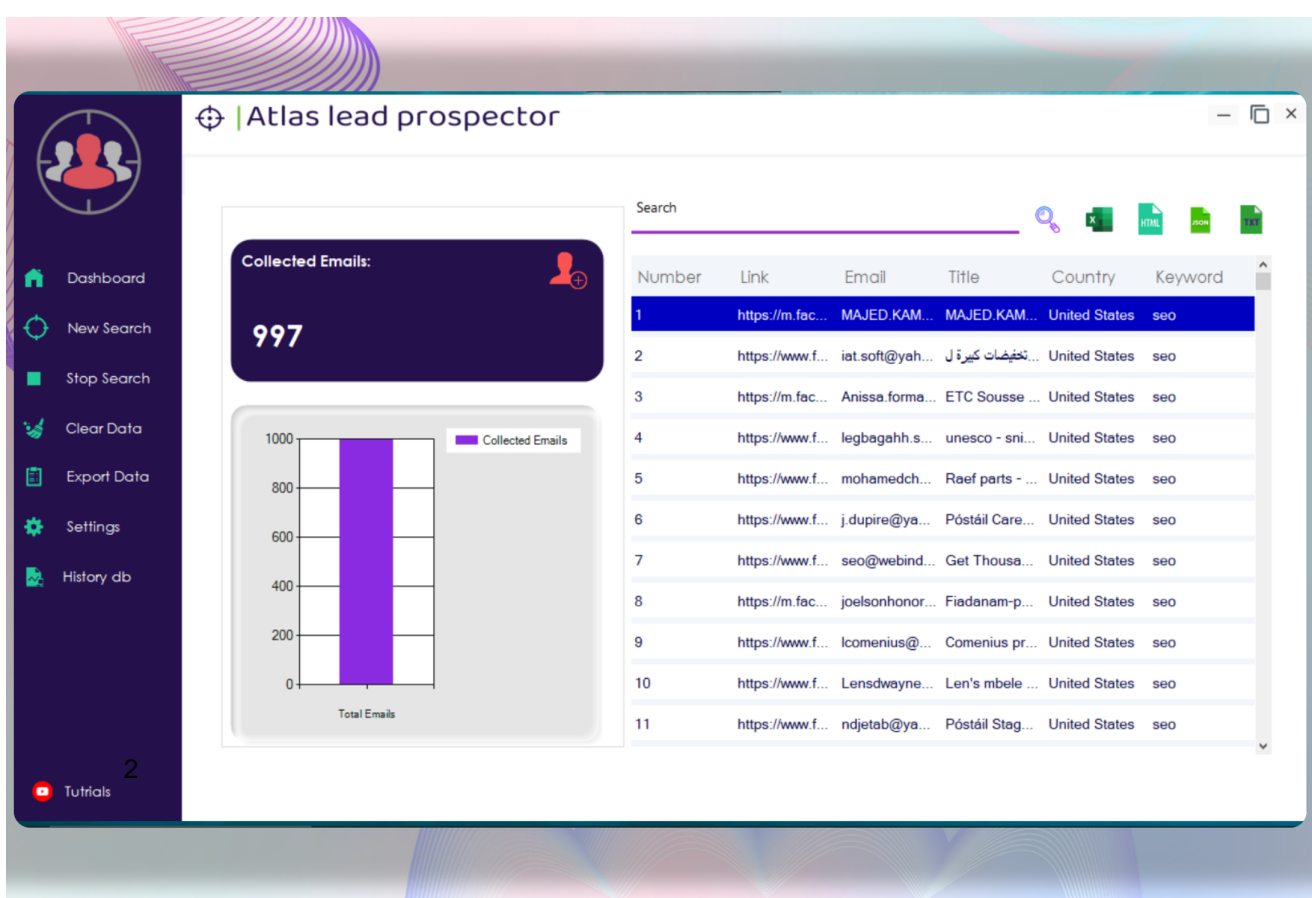 Atlas lead prospector
Dashboard
New Search
Stop Search
Clear Data
Export Data
Settings
History db
2
Tutrials
Collected Emails:
997
1000
800
600
400
200
0
Collected Emails
Total Emails
Search
HTML
JSON
TXT
Number Link Email Title Country Keyword
1 https://m.fac... MAJED.KAM... MAJED.KAM... United States seo
2 https://www.f... iat.soft@yah... تخفيضات كبيرة ل... United States seo
3 https://m.fac... Anissa.forma... ETC Sousse ... United States seo
4 https://www.f... legbagahh.s... unesco - sni... United States seo
5 https://www.f... mohamedch... Raef parts - ... United States seo
6 https://www.f... j.dupire@ya... Póstáil Care... United States seo
7 https://www.f... seo@webind... Get Thousa... United States seo
8 https://m.fac... joelsonhonor... Fiadanam-p... United States seo
9 https://www.f... lcomenius@... Comenius pr... United States seo
10 https://www.f... Lensdwayne... Len's mbele ... United States seo
11 https://www.f... ndjetab@ya... Póstáil Stag... United States seo